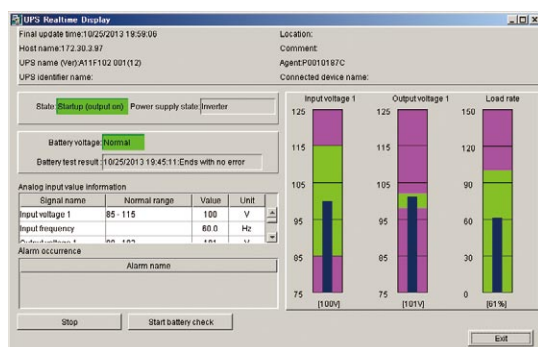 UPS Realtime Display
Final update time:10/25/2013 19:59:06
Location:
Host name:172.30.3.97
Comment:
UPS name (Ver):A11F102 001(12)
Agent:P0010187C
UPS identifier name:
Connected device name:
State: Startup (output on) Power supply state: Inverter
Battery voltage: Normal
Battery test result: 10/25/2013 19:45:11:Ends with no error
Analog input value information
Signal name Normal range Value Unit
Input voltage 1 85 - 115 100 V
Input frequency 60.0 Hz
Output voltage 1 98 - 102 101 V
Alarm occurrence
Alarm name
Stop Start battery check
Input voltage 1 Output voltage 1 Load rate
125 125 150
115 115 120
105 105 90
95 95 60
85 85 30
75 75 0
[100V] [101V] [61%]
Exit